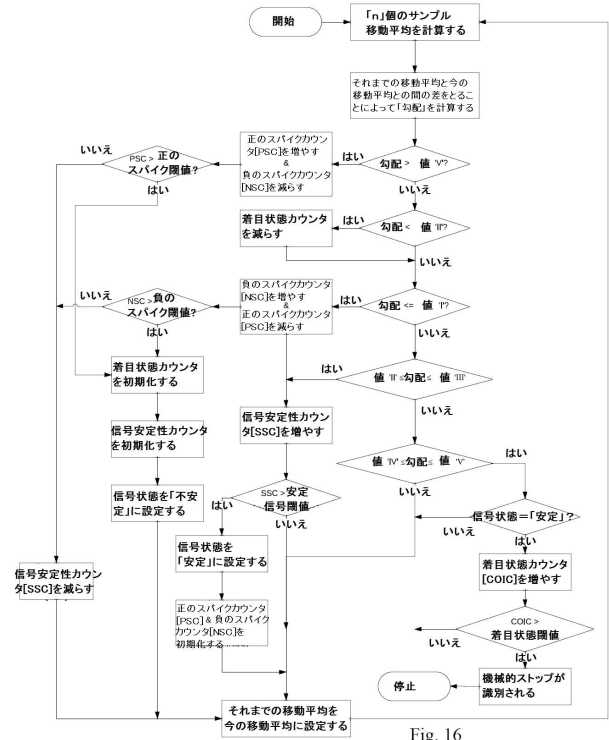 開始
「n」個のサンプル
移動平均を計算する
それまでの移動平均と今の
移動平均との間の差をとるこ
とによって「勾配」を計算する
勾配 > 値 'V'?
はい
いいえ
正のスパイクカウン
タ[PSC]を増やす
&
負のスパイクカウンタ
[NSC]を減らす
PSC > 正の
スパイク閾値?
いいえ
はい
勾配 < 値 'II'?
はい
いいえ
着目状態カウンタ
を減らす
勾配 <= 値 'I'?
はい
いいえ
負のスパイクカウンタ
[NSC]を増やす
&
正のスパイクカウンタ
[PSC]を減らす
NSC > 負の
スパイク閾値?
いいえ
はい
着目状態カウンタ
を初期化する
信号安定性カウンタ
を初期化する
信号状態を「不安
定」に設定する
値 'II' ≤勾配≤ 値 'III'
はい
いいえ
信号安定性カウン
タ[SSC]を増やす
SSC > 安定
信号閾値
はい
いいえ
信号状態を
「安定」に設定する
正のスパイクカウンタ
[PSC] & 負のスパイク
カウンタ[NSC]を
初期化する
値 'IV' ≤勾配≤ 値 'V'
はい
いいえ
信号状態＝「安定」?
いいえ
はい
着目状態カウンタ
[COIC]を増やす
COIC >
着目状態閾値
いいえ
はい
機械的ストップが
識別される
停止
信号安定性カウン
タ[SSC]を減らす
それまでの移動平均を
今の移動平均に設定する
Fig. 16